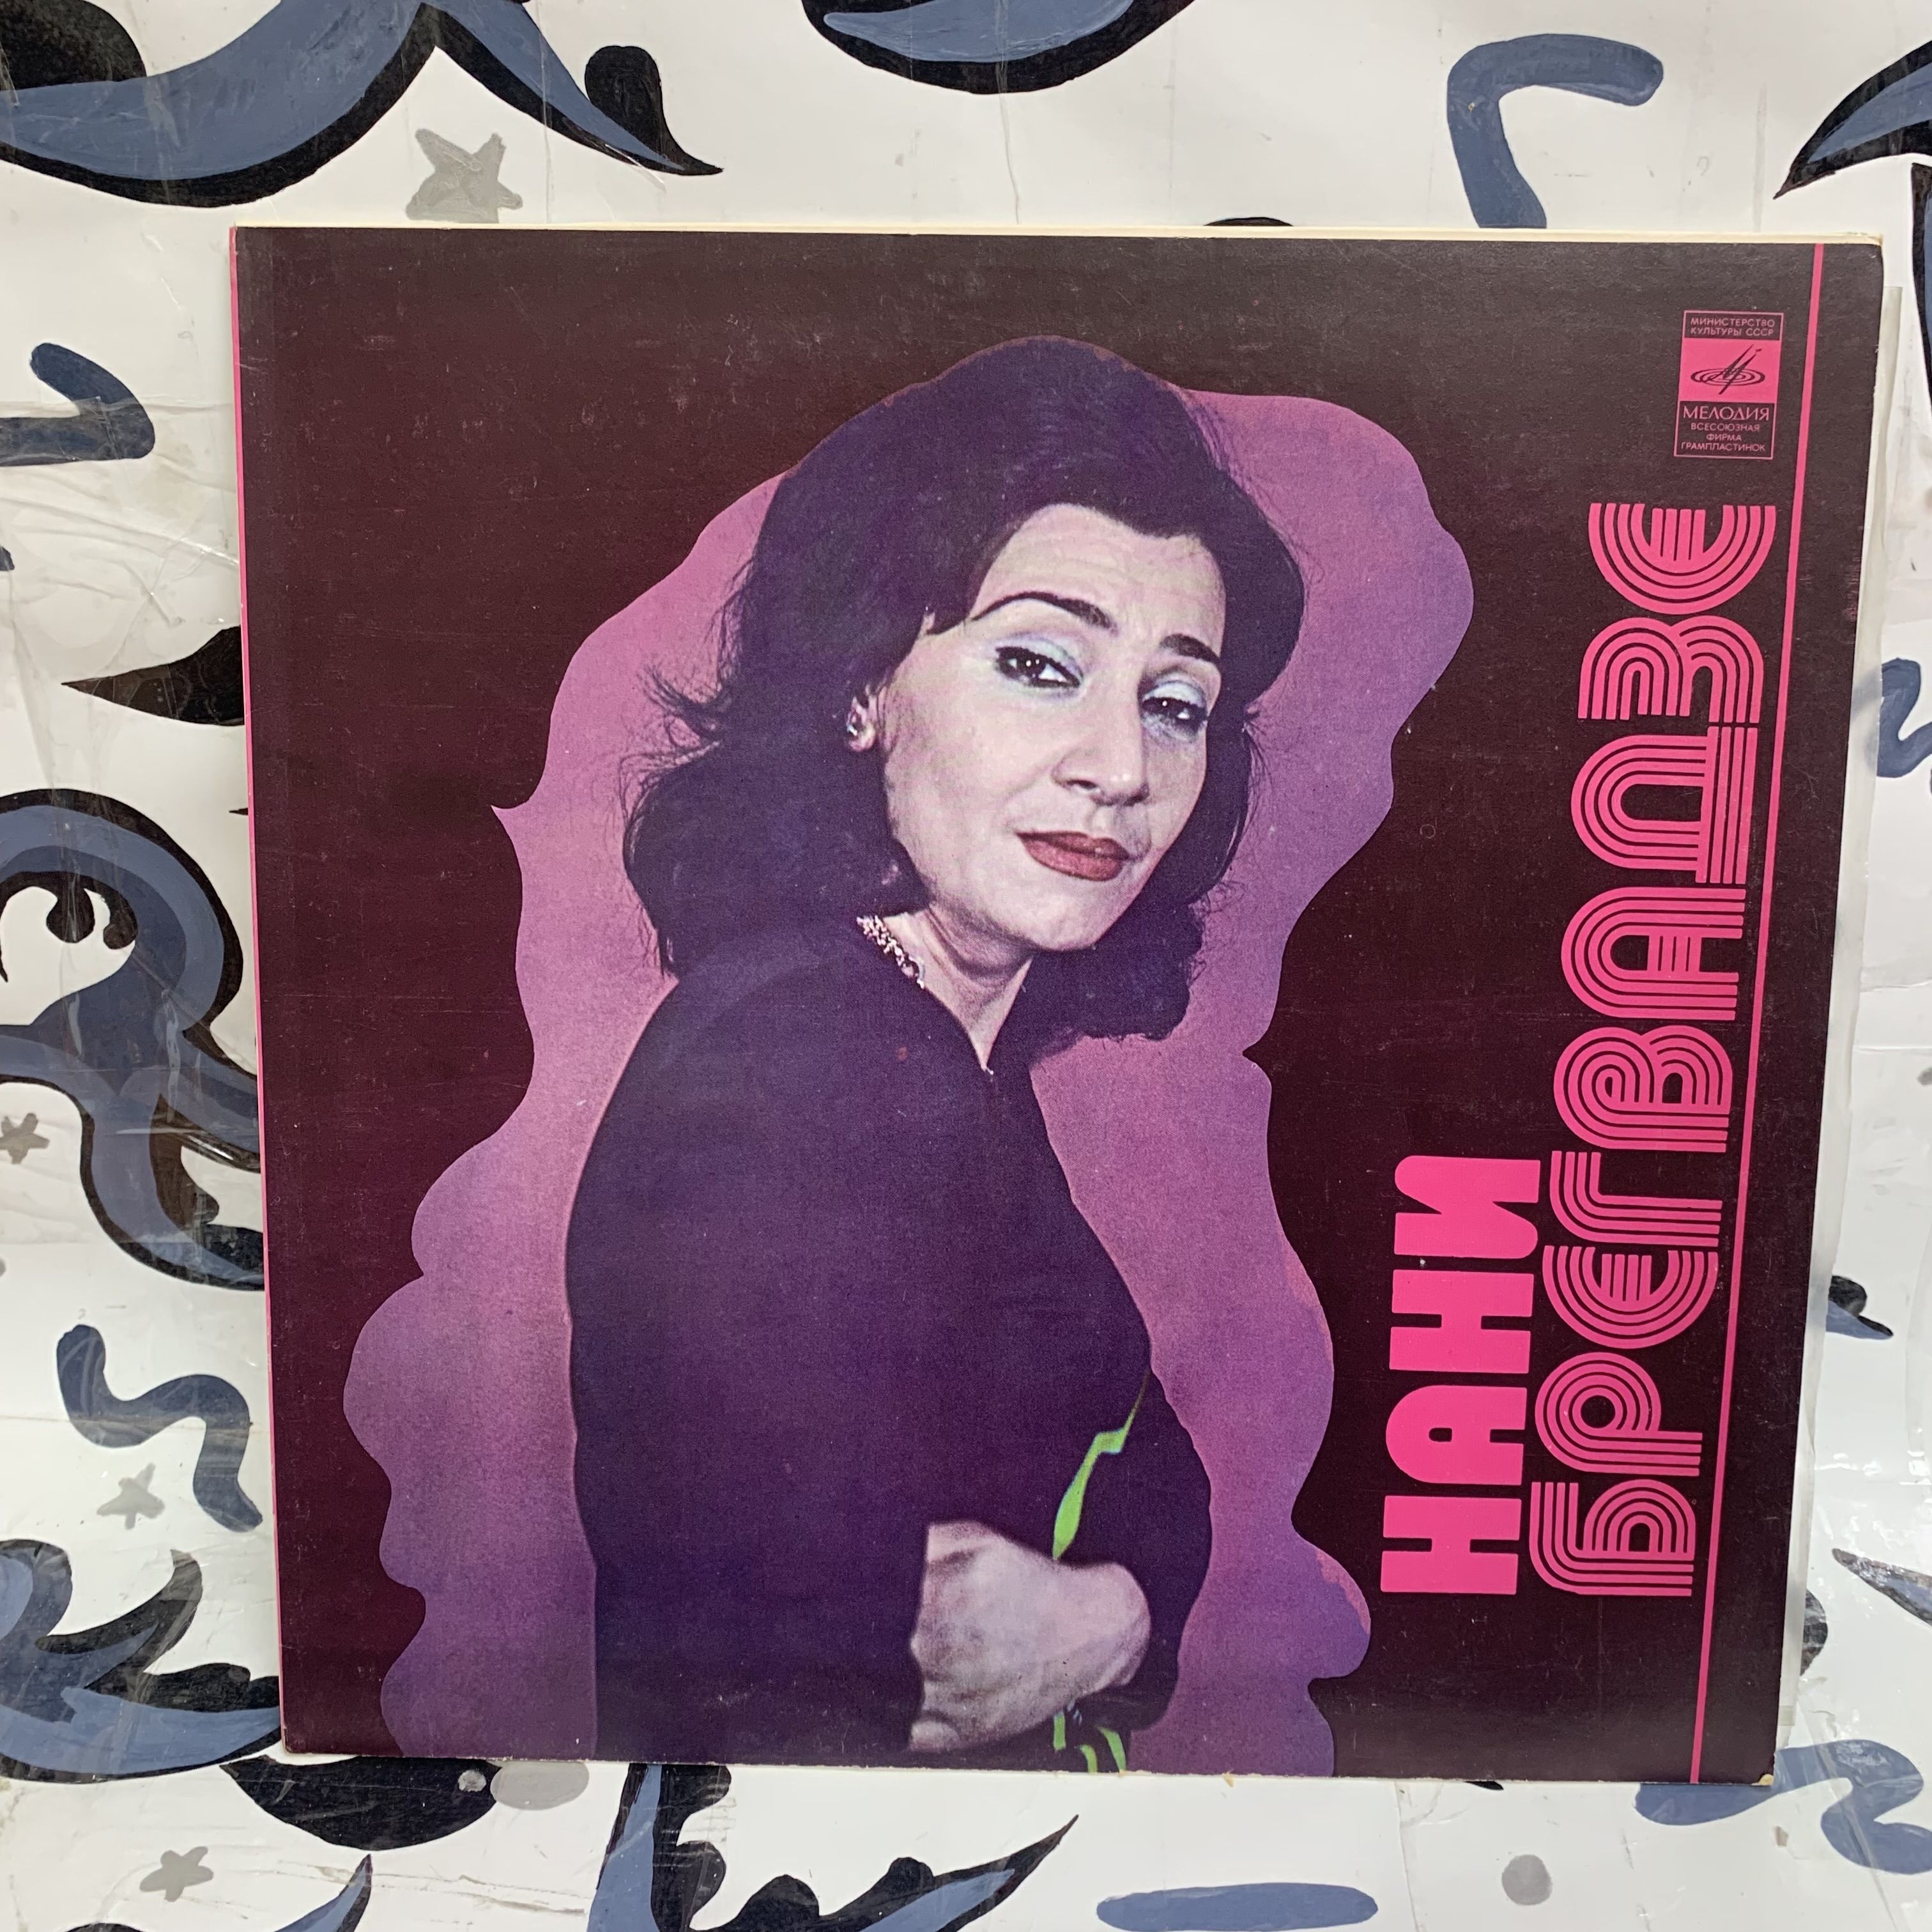 МИНИСТЕРСТВО
КУЛЬТУРЫ СССР
МЕЛОДИЯ
ВСЕСОЮЗНАЯ
ФИРМА
ГРАМПЛАСТИНОК
НАНИ
БРЕГВАДЗЕ